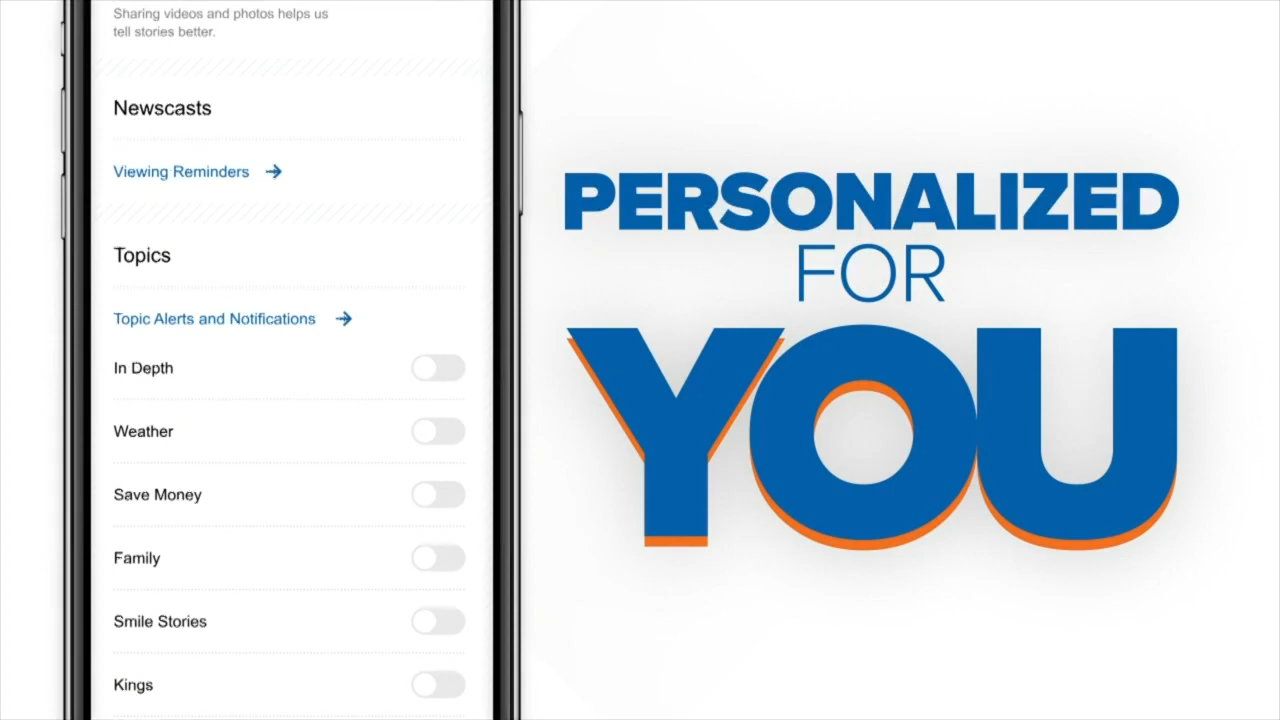 Sharing videos and photos helps us
tell stories better.
Newscasts
Viewing Reminders
Topics
Topic Alerts and Notifications
In Depth
Weather
Save Money
Family
Smile Stories
Kings
PERSONALIZED
FOR
YOU